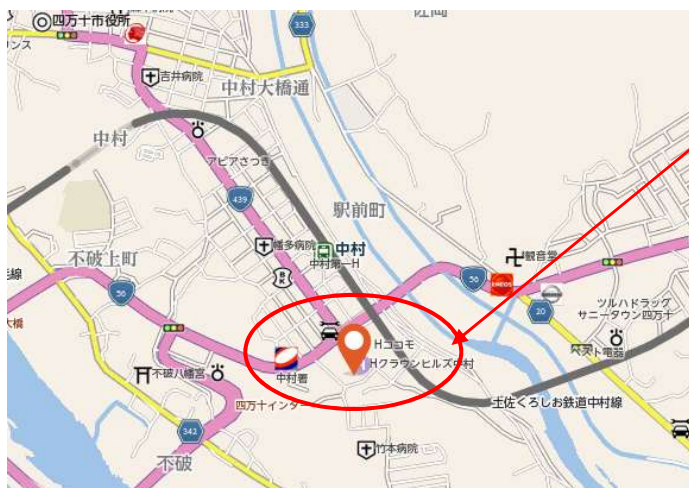 四万十市役所
333
ウンス
吉井病院
中村大橋通
中村
アピアさつき
439
駅前町
幡多病院
中村
中村第一H
不破上町
観音堂
56
56
ENEOS
20
ツルハドラッグ
サニータウン四万十
大橋
Hココモ
ベスト電器
中村署
Hクラウンヒルズ中村
不破八幡宮
四万十インター
土佐くろしお鉄道中村線
342
竹本病院
不破